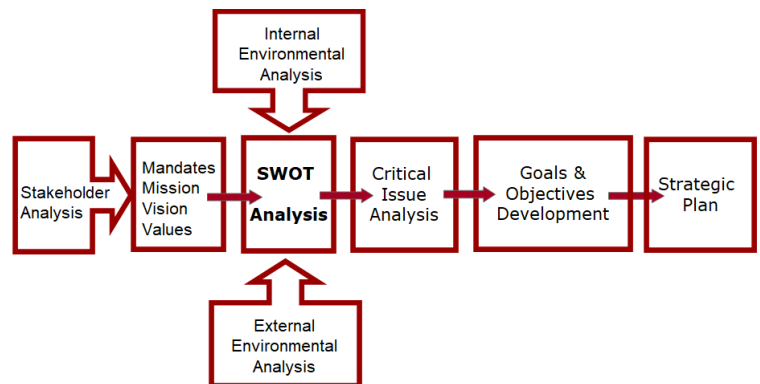 Internal
Environmental
Analysis
Stakeholder
Analysis
Mandates
Mission
Vision
Values
SWOT
Analysis
Critical
Issue
Analysis
Goals &
Objectives
Development
Strategic
Plan
External
Environmental
Analysis